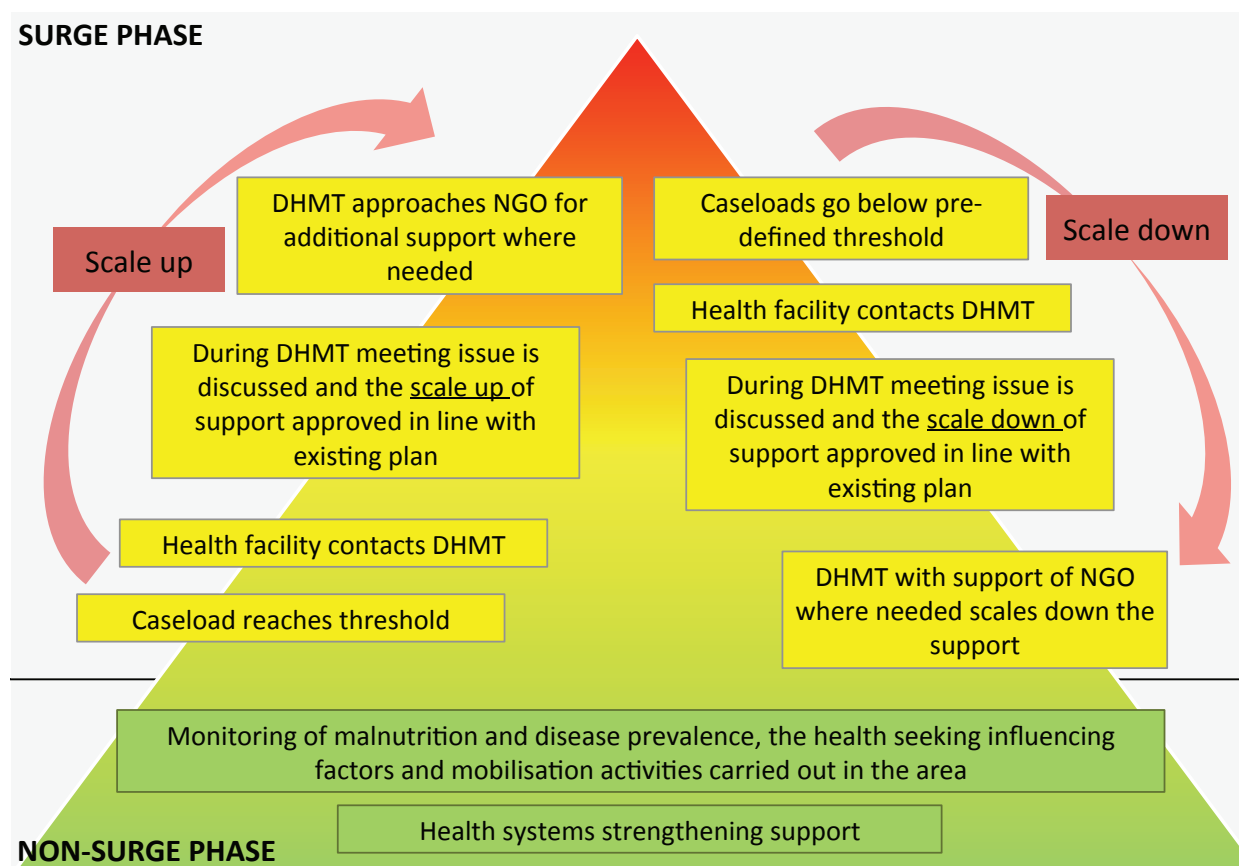 SURGE PHASE
Scale up
DHMT approaches NGO for
additional support where
needed
During DHMT meeting issue is
discussed and the scale up of
support approved in line with
existing plan
Health facility contacts DHMT
Caseload reaches threshold
Caseloads go below pre-
defined threshold
Scale down
Health facility contacts DHMT
During DHMT meeting issue is
discussed and the scale down of
support approved in line with
existing plan
DHMT with support of NGO
where needed scales down the
support
Monitoring of malnutrition and disease prevalence, the health seeking influencing
factors and mobilisation activities carried out in the area
Health systems strengthening support
NON-SURGE PHASE